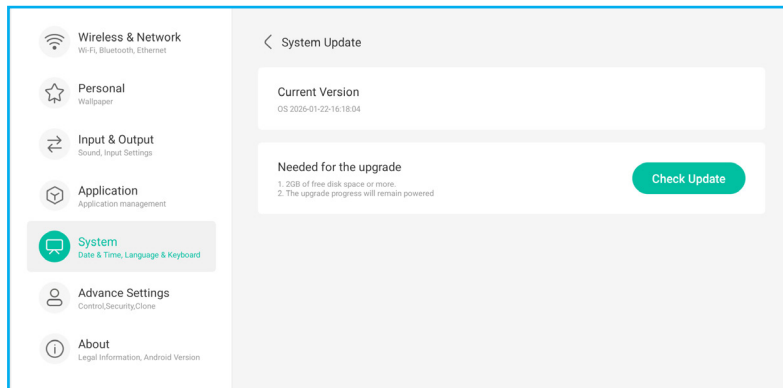 Wireless & Network
Wi-Fi, Bluetooth, Ethernet
Personal
Wallpaper
Input & Output
Sound, Input Settings
Application
Application management
System
Date & Time, Language & Keyboard
Advance Settings
Control,Security,Clone
About
Legal Information, Android Version
System Update
Current Version
OS 2026-01-22-16:18:04
Needed for the upgrade
1. 2GB of free disk space or more.
2. The upgrade progress will remain powered
Check Update